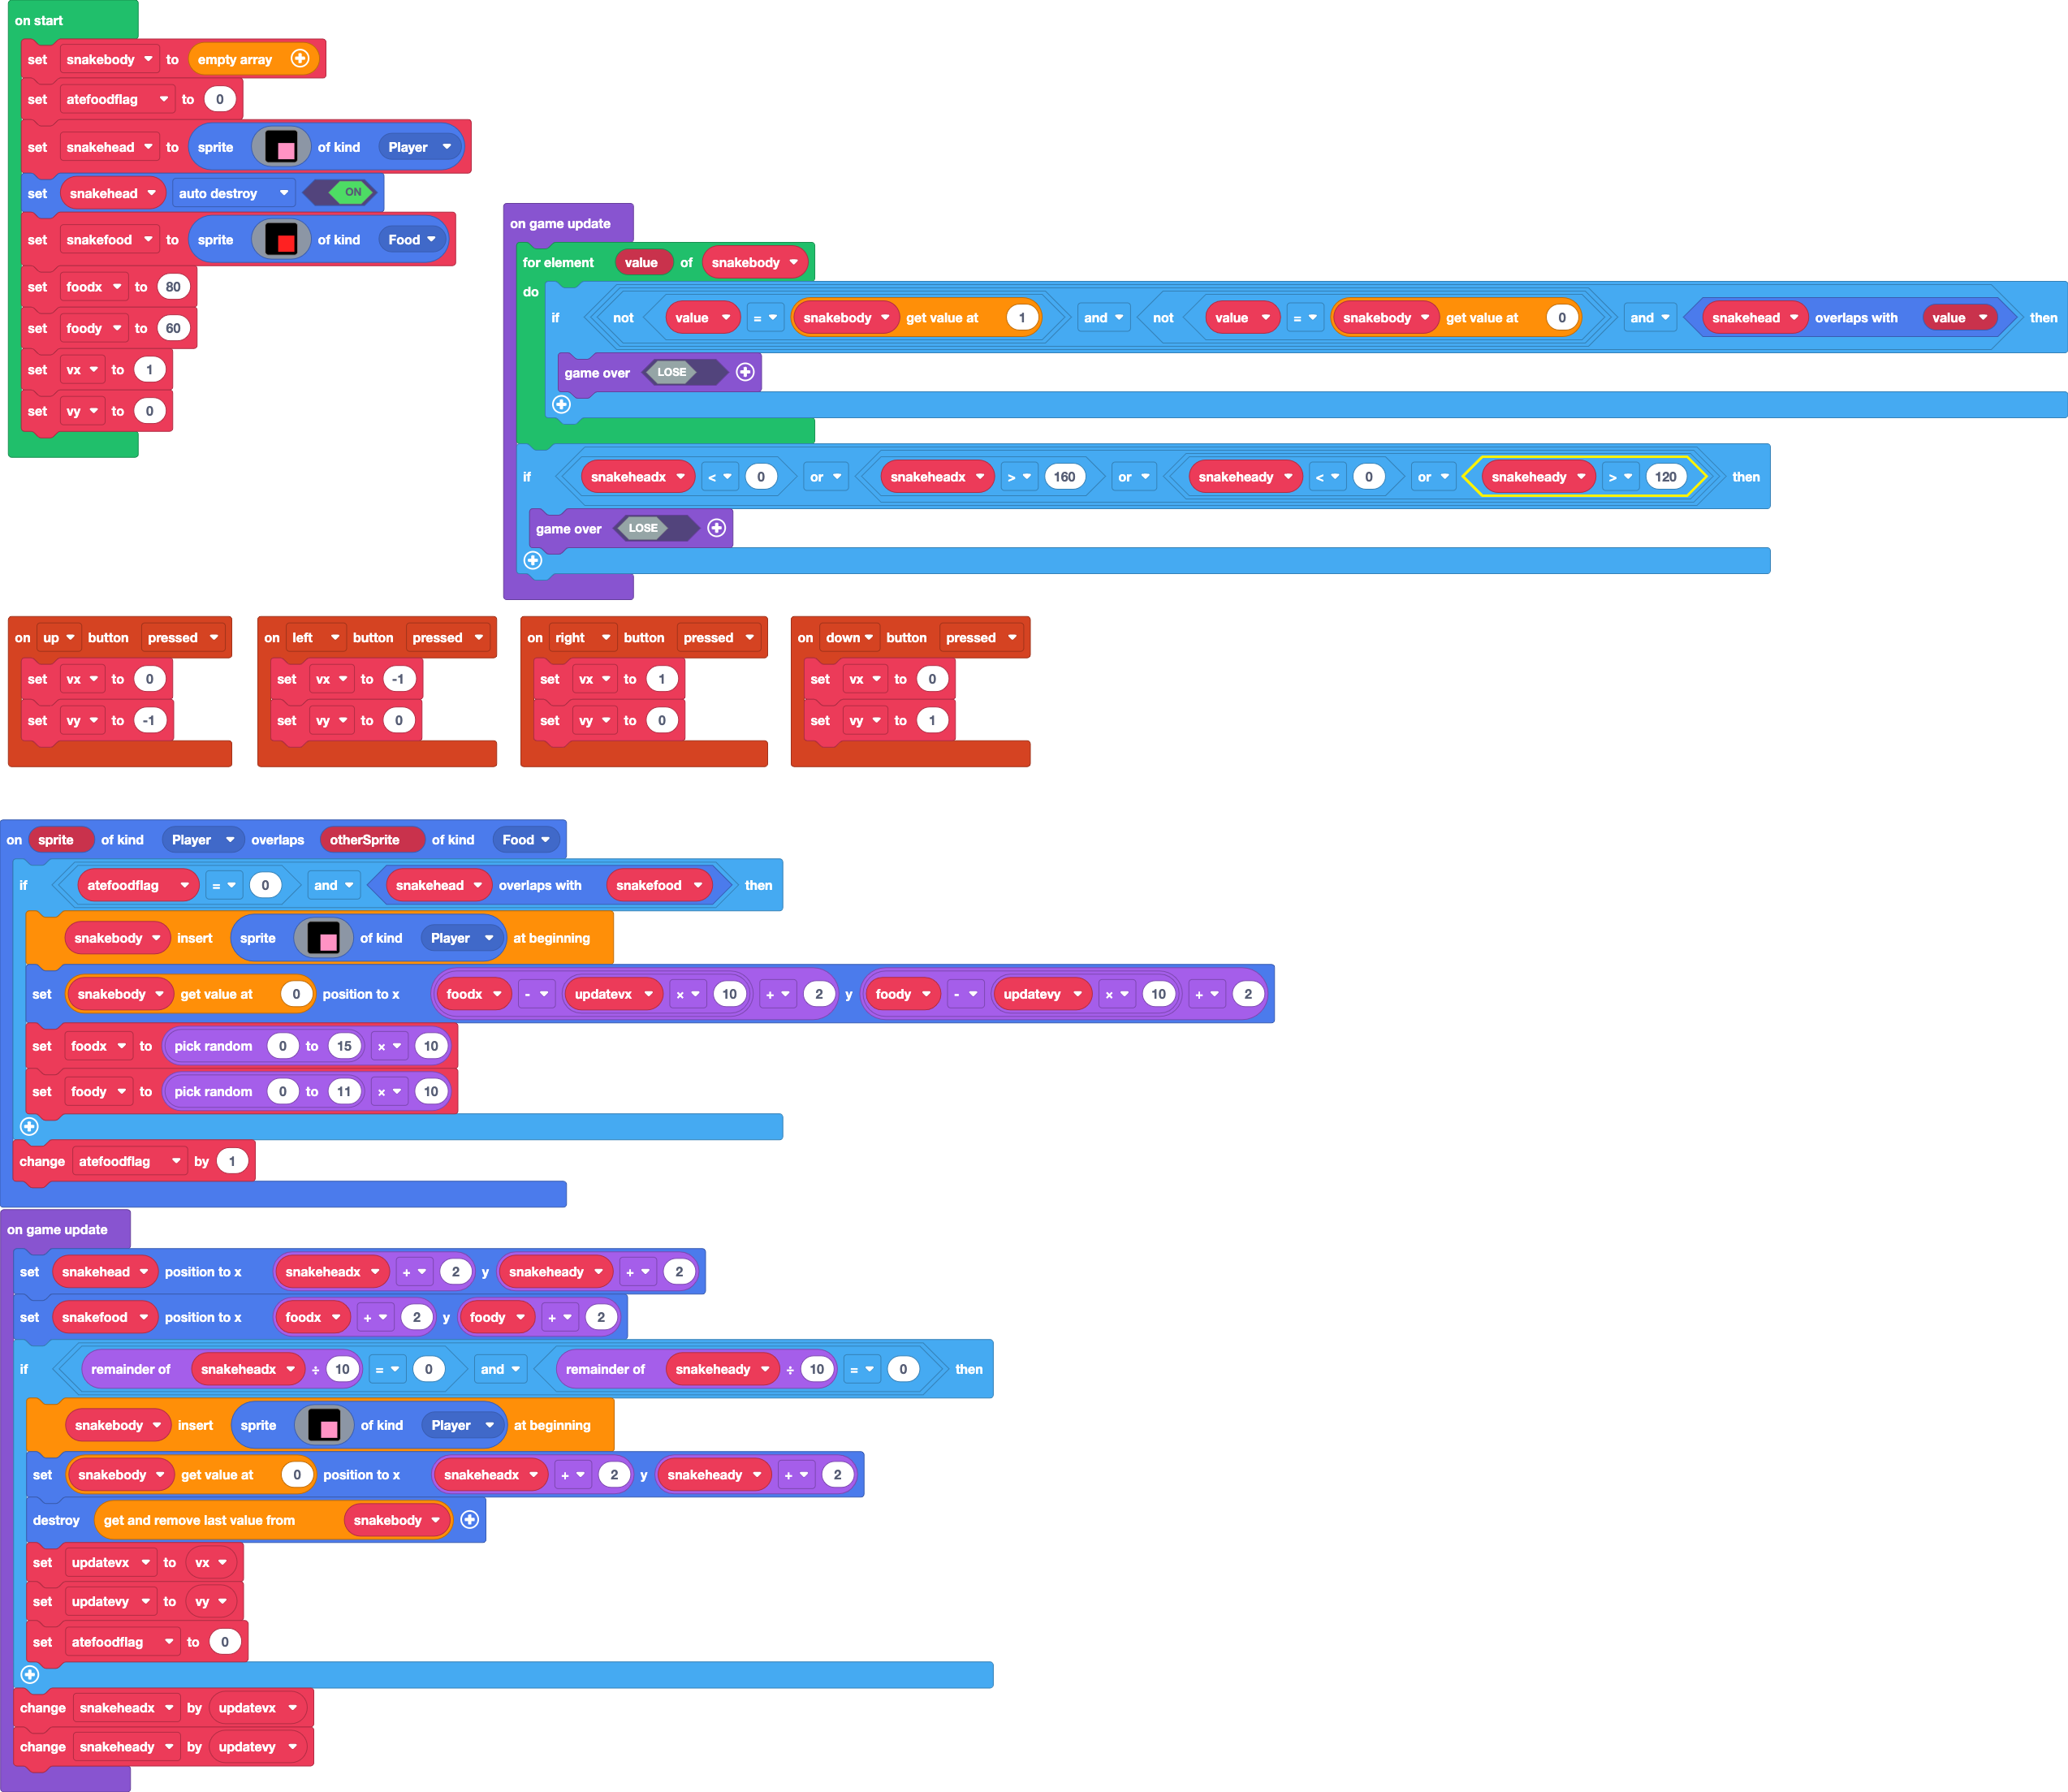 on start
set snakebody to empty array
set atefoodflag to 0
set snakehead to sprite of kind Player
set snakehead auto destroy ON
set snakefood to sprite of kind Food
set foodx to 80
set foody to 60
set vx to 1
set vy to 0
on game update
for element value of snakebody
do
if not value = snakebody get value at 1 and not value = snakebody get value at 0 and snakehead overlaps with value then
game over LOSE
if snakeheadx < 0 or snakeheadx > 160 or snakeheady < 0 or snakeheady > 120 then
game over LOSE
on up button pressed
set vx to 0
set vy to -1
on left button pressed
set vx to -1
set vy to 0
on right button pressed
set vx to 1
set vy to 0
on down button pressed
set vx to 0
set vy to 1
on sprite of kind Player overlaps otherSprite of kind Food
if atefoodflag = 0 and snakehead overlaps with snakefood then
snakebody insert sprite of kind Player at beginning
set snakebody get value at 0 position to x foodx - updatevx × 10 + 2 y foody - updatevy × 10 + 2
set foodx to pick random 0 to 15 × 10
set foody to pick random 0 to 11 × 10
change atefoodflag by 1
on game update
set snakehead position to x snakeheadx + 2 y snakeheady + 2
set snakefood position to x foodx + 2 y foody + 2
if remainder of snakeheadx ÷ 10 = 0 and remainder of snakeheady ÷ 10 = 0 then
snakebody insert sprite of kind Player at beginning
set snakebody get value at 0 position to x snakeheadx + 2 y snakeheady + 2
destroy get and remove last value from snakebody
set updatevx to vx
set updatevy to vy
set atefoodflag to 0
change snakeheadx by updatevx
change snakeheady by updatevy